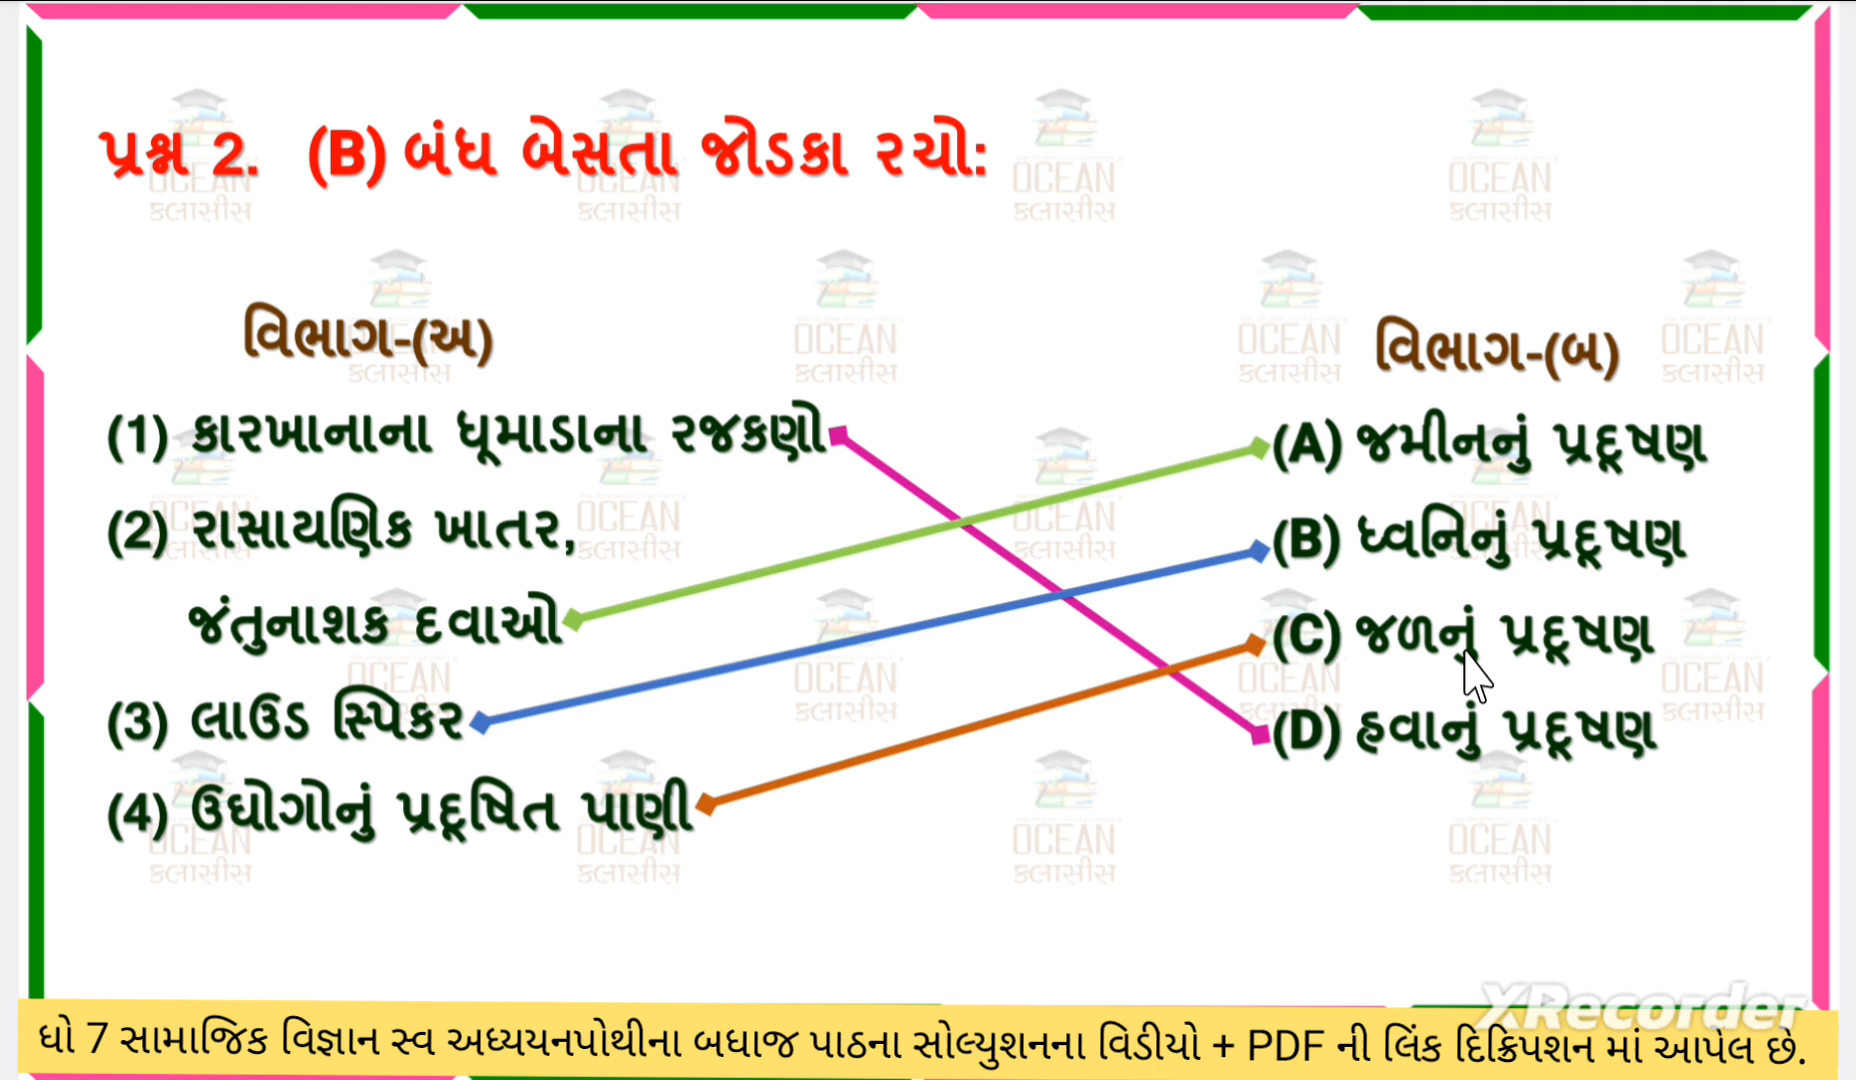 પ્રશ્ન 2. (B) બંધ બેસતા જોડકા રચો:
વિભાગ-(અ)
વિભાગ-(બ)
(1) કારખાનાના ધૂમાડાના રજકણો
(A) જમીનનું પ્રદૂષણ
(2) રાસાયણિક ખાતર,
જંતુનાશક દવાઓ
(B) ધ્વનિનું પ્રદૂષણ
(C) જળનું પ્રદૂષણ
(3) લાઉડ સ્પિકર
(D) હવાનું પ્રદૂષણ
(4) ઉદ્યોગોનું પ્રદૂષિત પાણી
OCEAN
કલાસીસ
XRecorder
ધો 7 સામાજિક વિજ્ઞાન સ્વ અધ્યયનપોથીના બધાજ પાઠના સોલ્યુશનના વિડીયો + PDF ની લિંક દિક્રિપશન માં આપેલ છે.